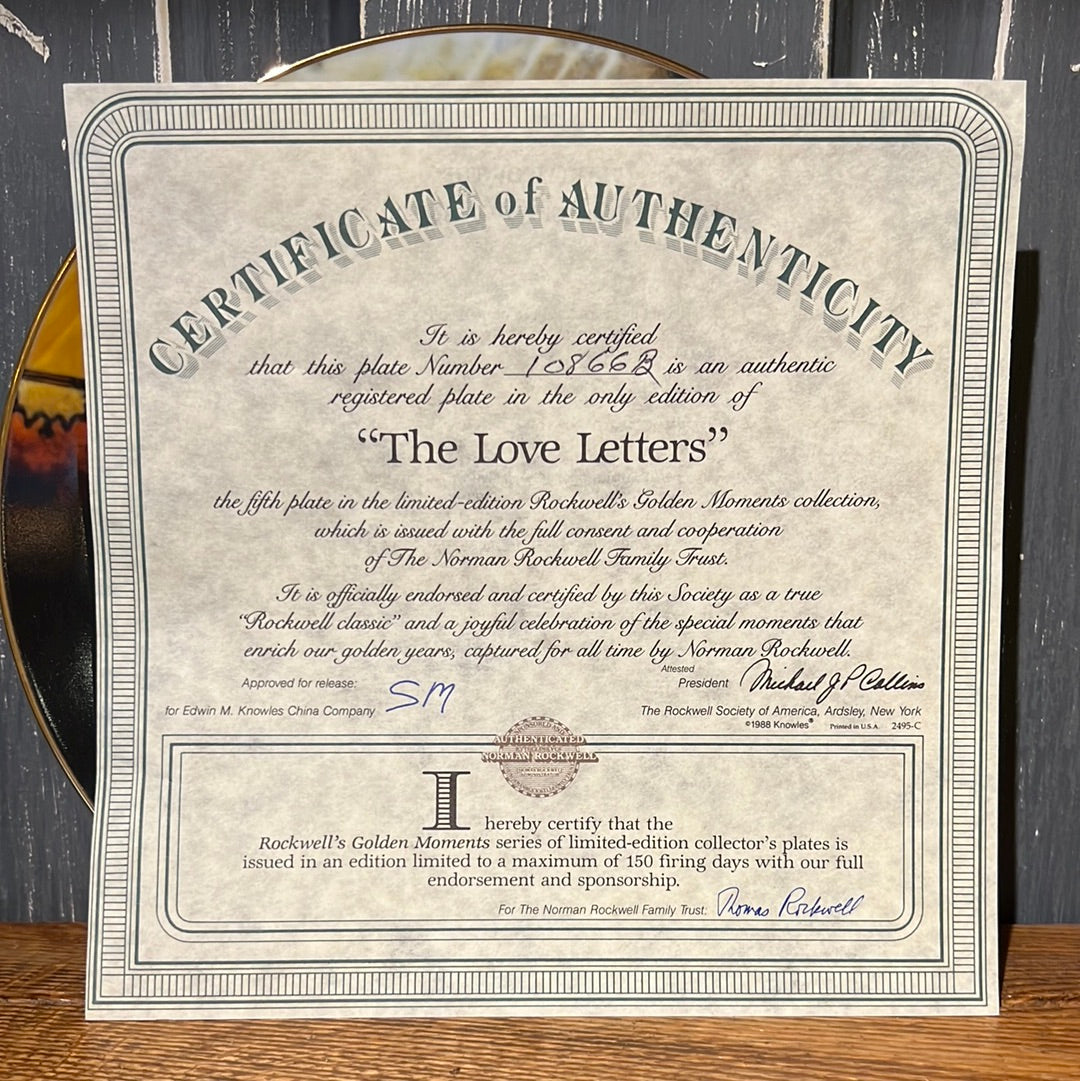 CERTIFICATE of AUTHENTICITY
It is hereby certified
that this plate Number 10866B is an authentic
registered plate in the only edition of
“The Love Letters”
the fifth plate in the limited-edition Rockwell's Golden Moments collection,
which is issued with the full consent and cooperation
of The Norman Rockwell Family Trust.
It is officially endorsed and certified by this Society as a true
“Rockwell classic” and a joyful celebration of the special moments that
enrich our golden years, captured for all time by Norman Rockwell.
Approved for release: SM
for Edwin M. Knowles China Company
Attested
President Michael J P Collins
The Rockwell Society of America, Ardsley, New York
©1988 Knowles® Printed in U.S.A. 2495-C
AUTHENTICATED
NORMAN ROCKWELL
I hereby certify that the
Rockwell's Golden Moments series of limited-edition collector's plates is
issued in an edition limited to a maximum of 150 firing days with our full
endorsement and sponsorship.
For The Norman Rockwell Family Trust: Thomas Rockwell